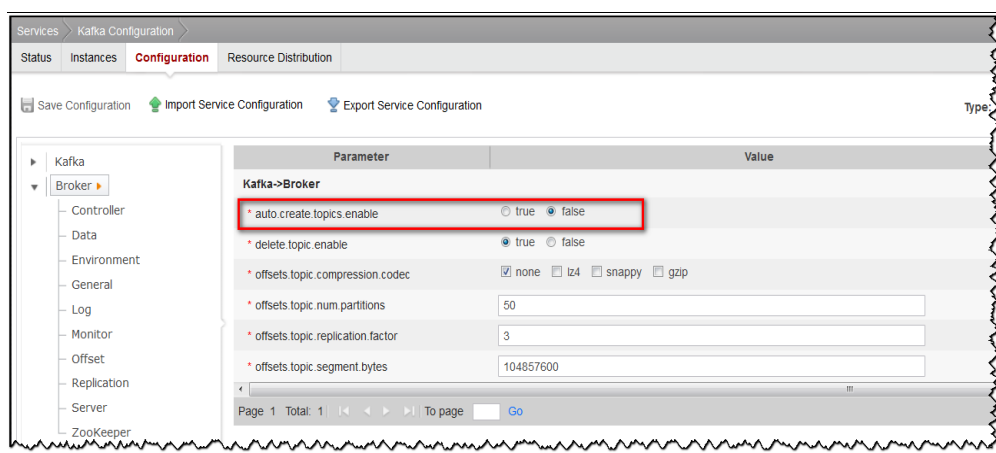 Services Kafka Configuration
Status Instances Configuration Resource Distribution
Save Configuration Import Service Configuration Export Service Configuration Type:
Kafka
Broker
Controller
Data
Environment
General
Log
Monitor
Offset
Replication
Server
ZooKeeper
Parameter Value
Kafka->Broker
* auto.create.topics.enable true false
* delete.topic.enable true false
* offsets.topic.compression.codec none lz4 snappy gzip
* offsets.topic.num.partitions 50
* offsets.topic.replication.factor 3
* offsets.topic.segment.bytes 104857600
Page 1 Total: 1 To page Go